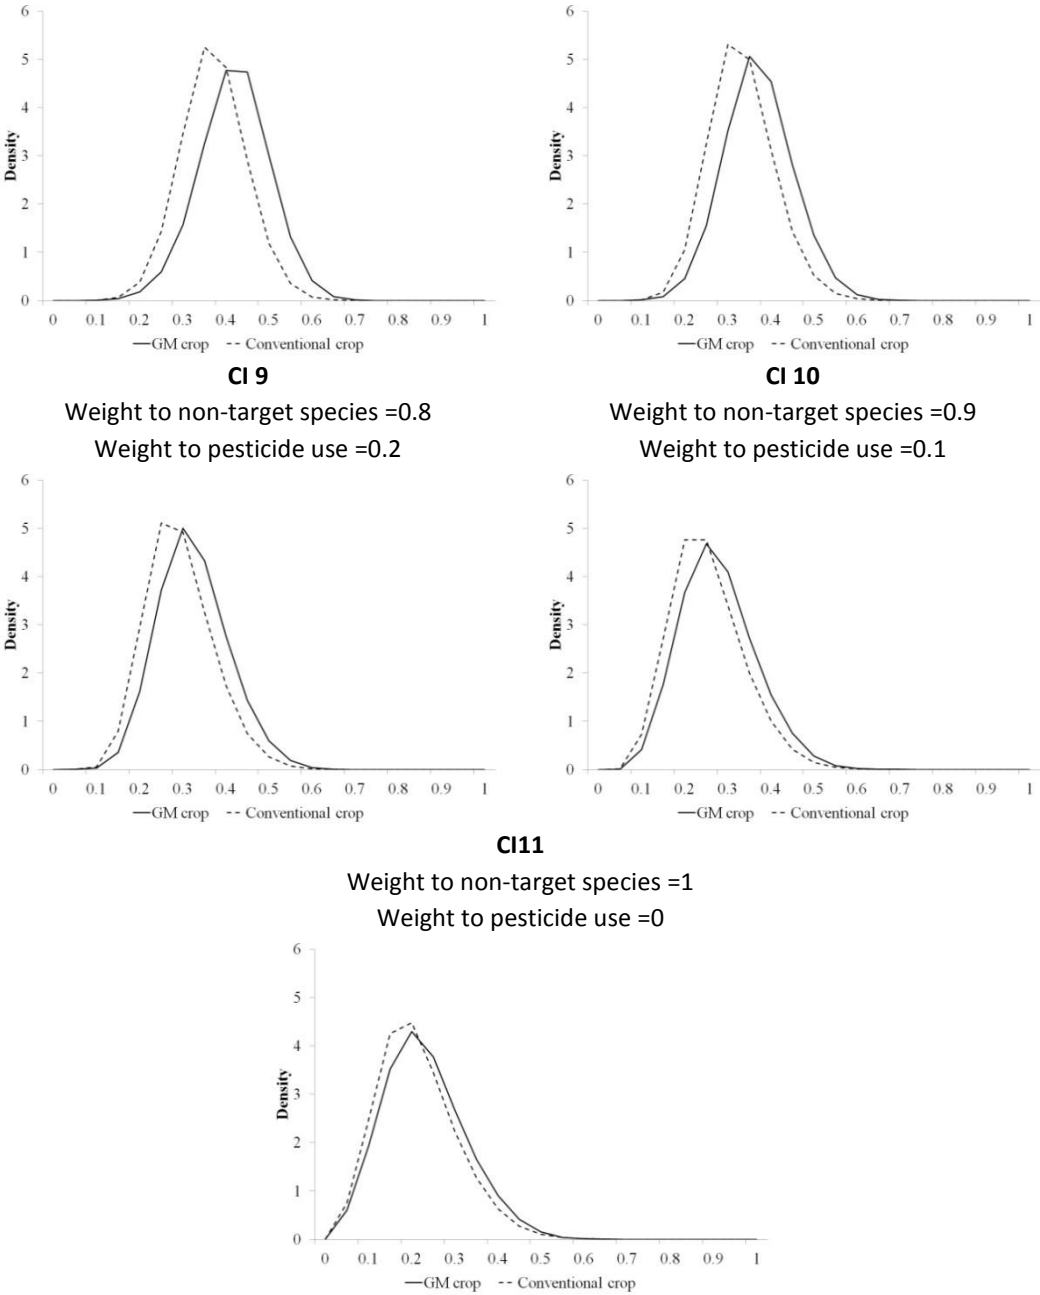 6
5
4
3
2
1
0
Density
0 0.1 0.2 0.3 0.4 0.5 0.6 0.7 0.8 0.9 1
GM crop Conventional crop
6
5
4
3
2
1
0
Density
0 0.1 0.2 0.3 0.4 0.5 0.6 0.7 0.8 0.9 1
GM crop Conventional crop
CI 9
Weight to non-target species =0.8
Weight to pesticide use =0.2
CI 10
Weight to non-target species =0.9
Weight to pesticide use =0.1
6
5
4
3
2
1
0
Density
0 0.1 0.2 0.3 0.4 0.5 0.6 0.7 0.8 0.9 1
GM crop Conventional crop
6
5
4
3
2
1
0
Density
0 0.1 0.2 0.3 0.4 0.5 0.6 0.7 0.8 0.9 1
GM crop Conventional crop
CI11
Weight to non-target species =1
Weight to pesticide use =0
6
5
4
3
2
1
0
Density
0 0.1 0.2 0.3 0.4 0.5 0.6 0.7 0.8 0.9 1
GM crop Conventional crop